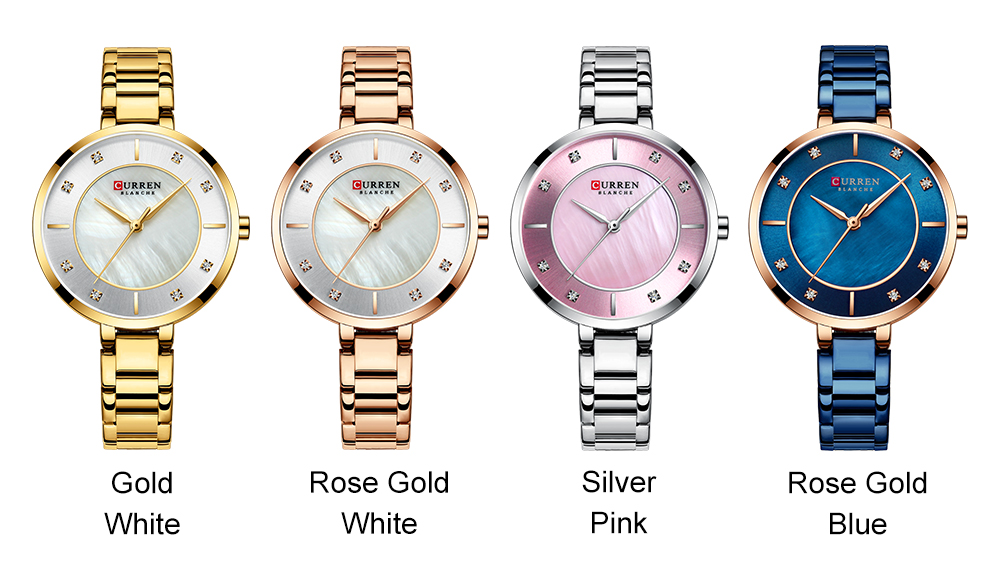 CURREN
BLANCHE
CURREN
BLANCHE
CURREN
BLANCHE
CURREN
BLANCHE
Gold
White
Rose Gold
White
Silver
Pink
Rose Gold
Blue